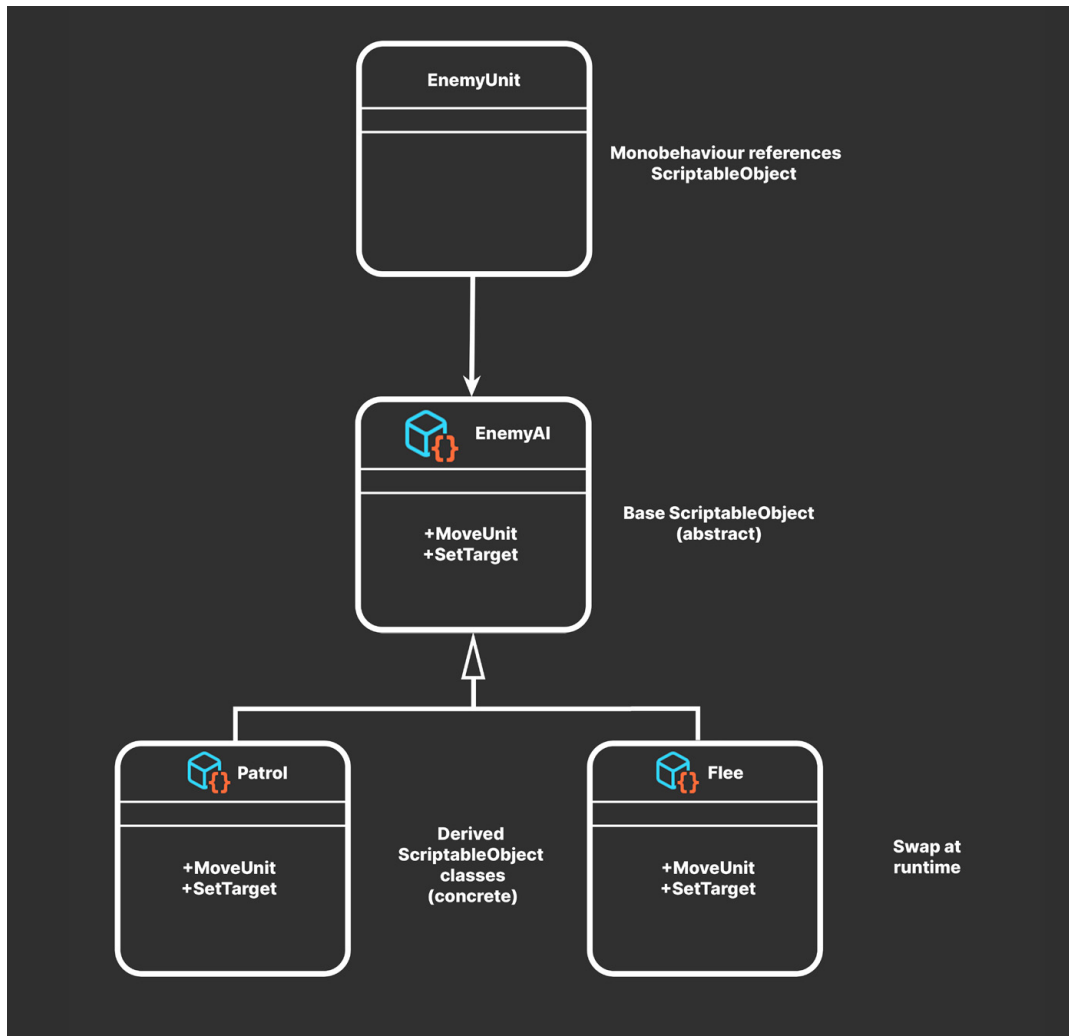 EnemyUnit
Monobehaviour references
ScriptableObject
EnemyAI
+MoveUnit
+SetTarget
Base ScriptableObject
(abstract)
Patrol
+MoveUnit
+SetTarget
Derived
ScriptableObject
classes
(concrete)
Flee
+MoveUnit
+SetTarget
Swap at
runtime